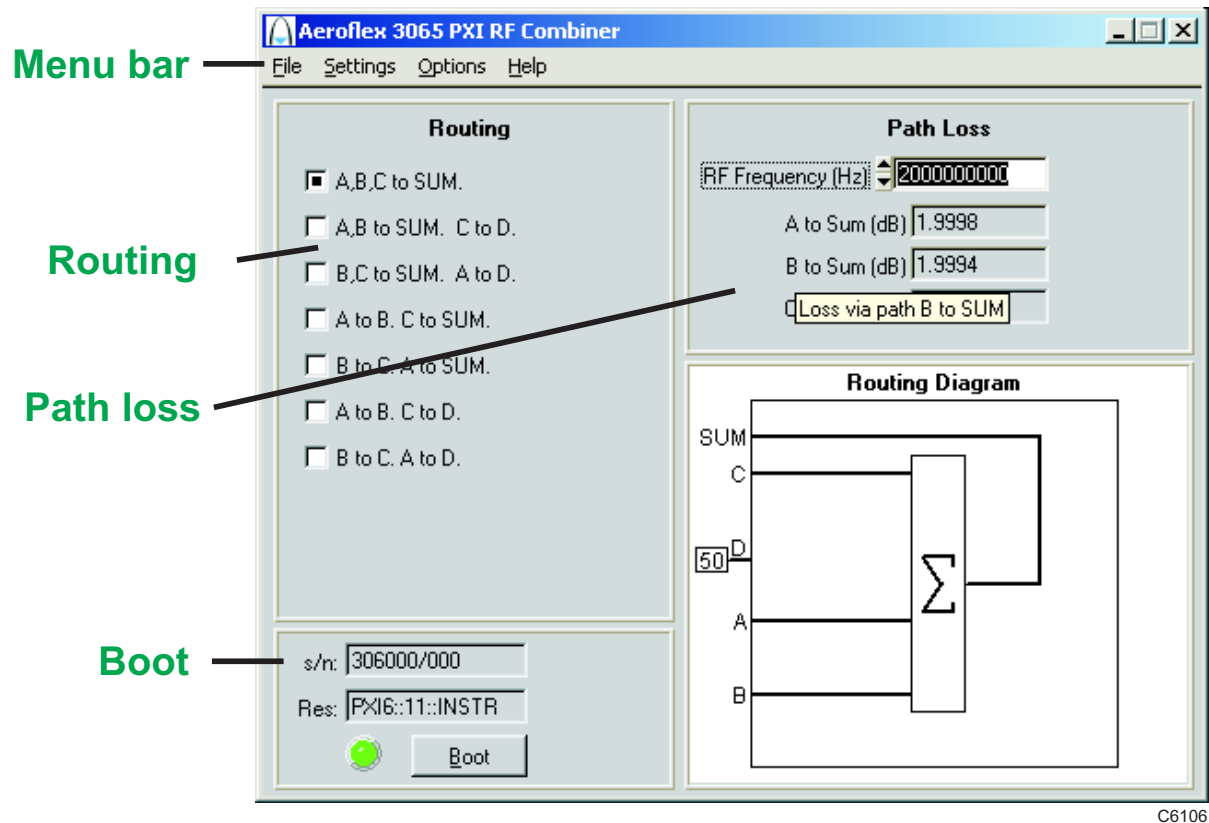 Aeroflex 3065 PXI RF Combiner
Menu bar
File Settings Options Help
Routing
A,B,C to SUM.
A,B to SUM. C to D.
B,C to SUM. A to D.
A to B. C to SUM.
B to C. A to SUM.
A to B. C to D.
B to C. A to D.
Routing
Path loss
Path Loss
RF Frequency (Hz) 2000000000
A to Sum (dB) 1.9998
B to Sum (dB) 1.9994
Loss via path B to SUM
Routing Diagram
SUM
C
50 D
Σ
A
B
Boot
s/n: 306000/000
Res: PXI6::11::INSTR
Boot
C6106